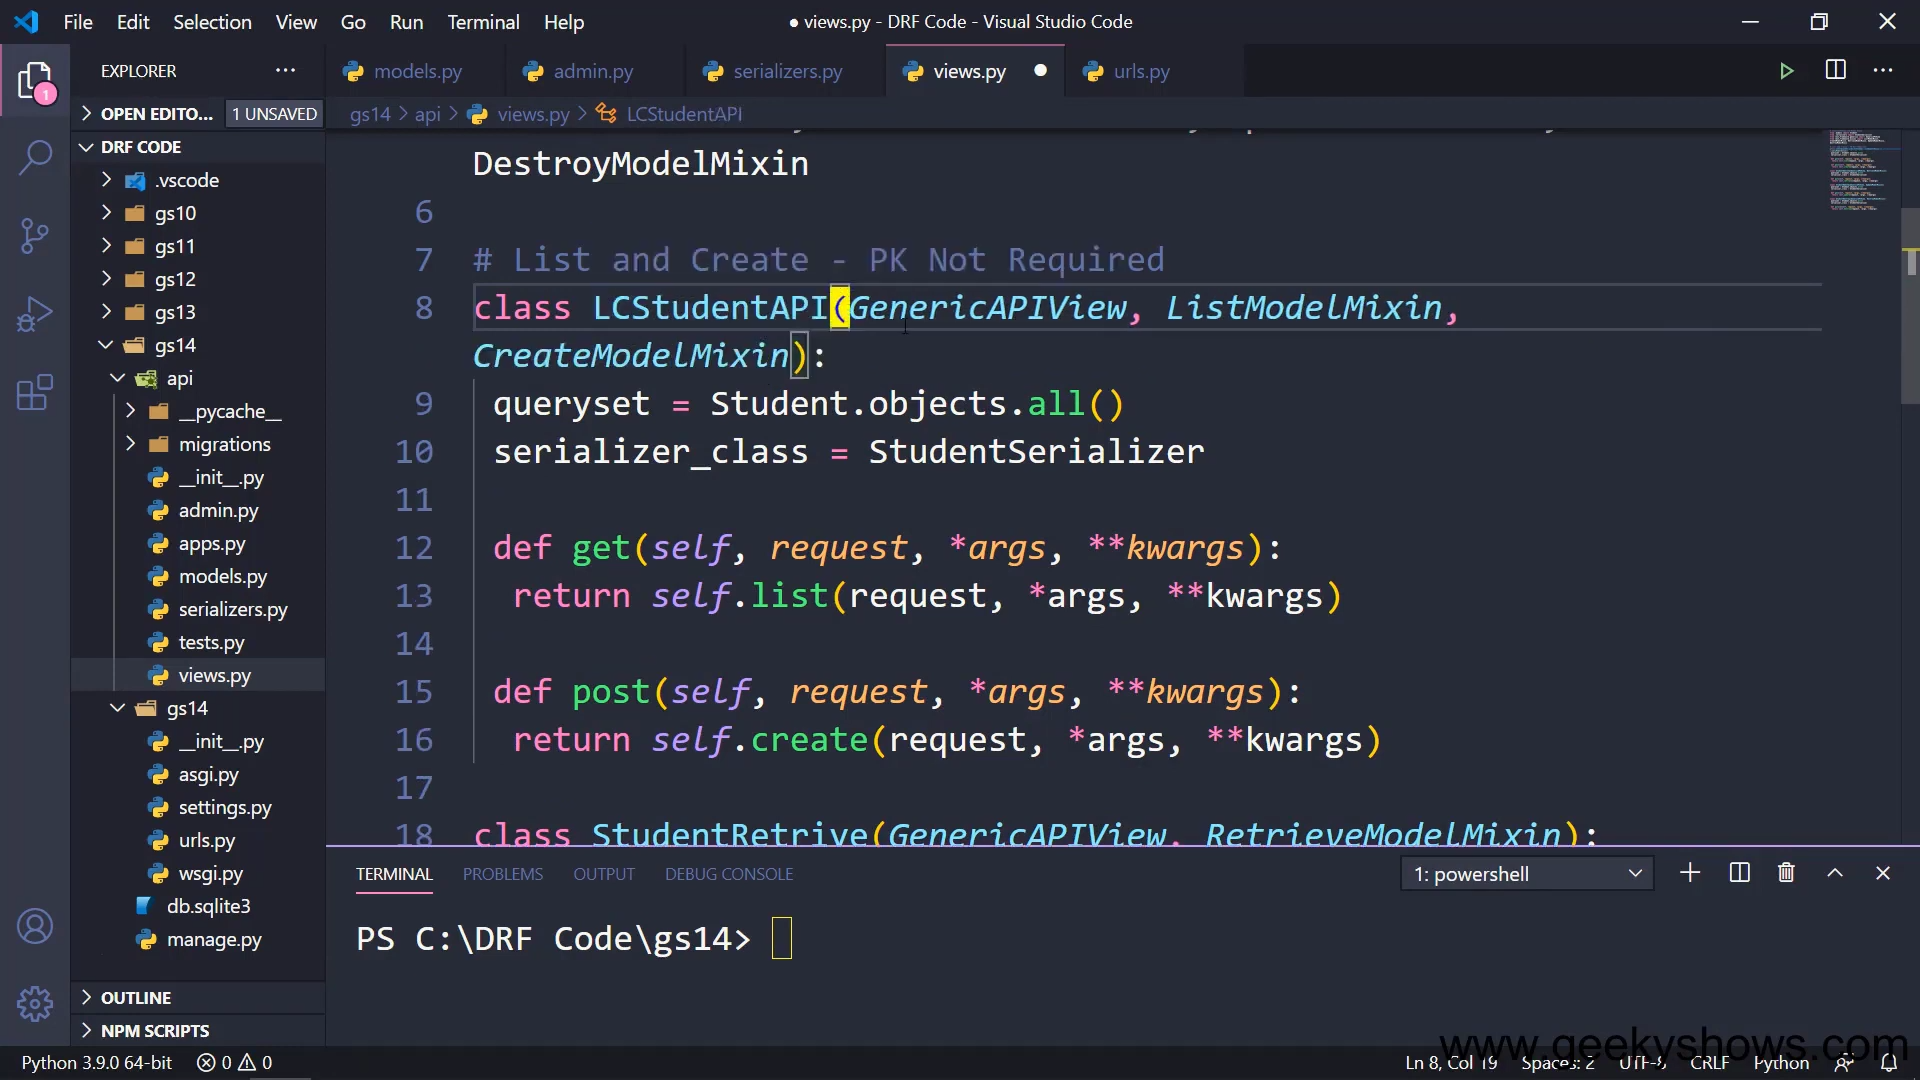 File Edit Selection View Go Run Terminal Help
● views.py - DRF Code - Visual Studio Code
EXPLORER
models.py admin.py serializers.py views.py urls.py
OPEN EDITO... 1 UNSAVED
gs14 > api > views.py > LCStudentAPI
DRF CODE
.vscode
gs10
gs11
gs12
gs13
gs14
api
__pycache__
migrations
__init__.py
admin.py
apps.py
models.py
serializers.py
tests.py
views.py
gs14
__init__.py
asgi.py
settings.py
urls.py
wsgi.py
db.sqlite3
manage.py
OUTLINE
NPM SCRIPTS
DestroyModelMixin
6
7 # List and Create - PK Not Required
8 class LCStudentAPI(GenericAPIView, ListModelMixin,
CreateModelMixin):
9 queryset = Student.objects.all()
10 serializer_class = StudentSerializer
11
12 def get(self, request, *args, **kwargs):
13 return self.list(request, *args, **kwargs)
14
15 def post(self, request, *args, **kwargs):
16 return self.create(request, *args, **kwargs)
17
18 class StudentRetrive(GenericAPIView, RetrieveModelMixin):
TERMINAL PROBLEMS OUTPUT DEBUG CONSOLE 1: powershell
PS C:\DRF Code\gs14>
www.geekyshows.com
Python 3.9.0 64-bit 0 0 Ln 8, Col 19 Spaces: 2 UTF-8 CRLF Python